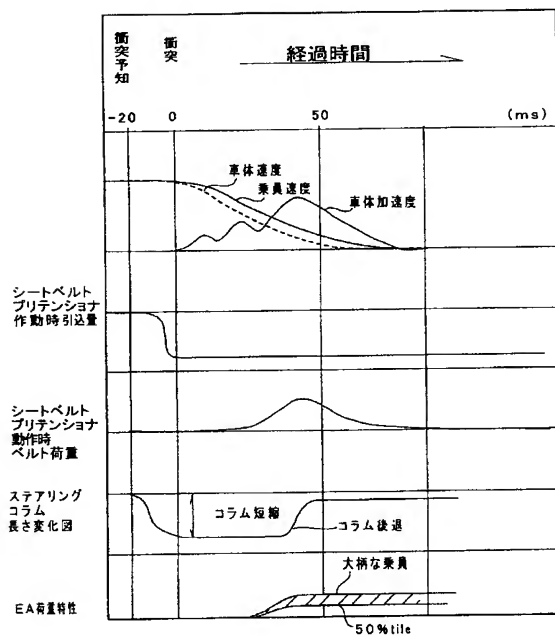 衝突予知
衝突
経過時間
-20 0 50 (ms)
車体速度
乗員速度
車体加速度
シートベルト
プリテンショナ
作動時引込量
シートベルト
プリテンショナ
動作時
ベルト荷重
ステアリング
コラム
長さ変化図
コラム短縮
コラム後退
大柄な乗員
EA荷重特性
50%tile